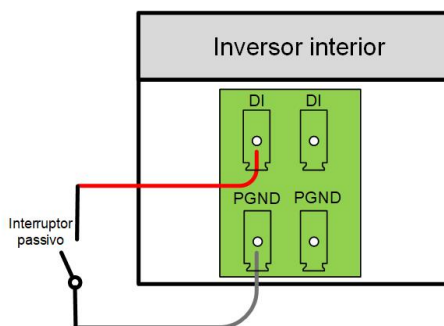 Inversor interior
DI DI
PGND PGND
Interruptor
passivo